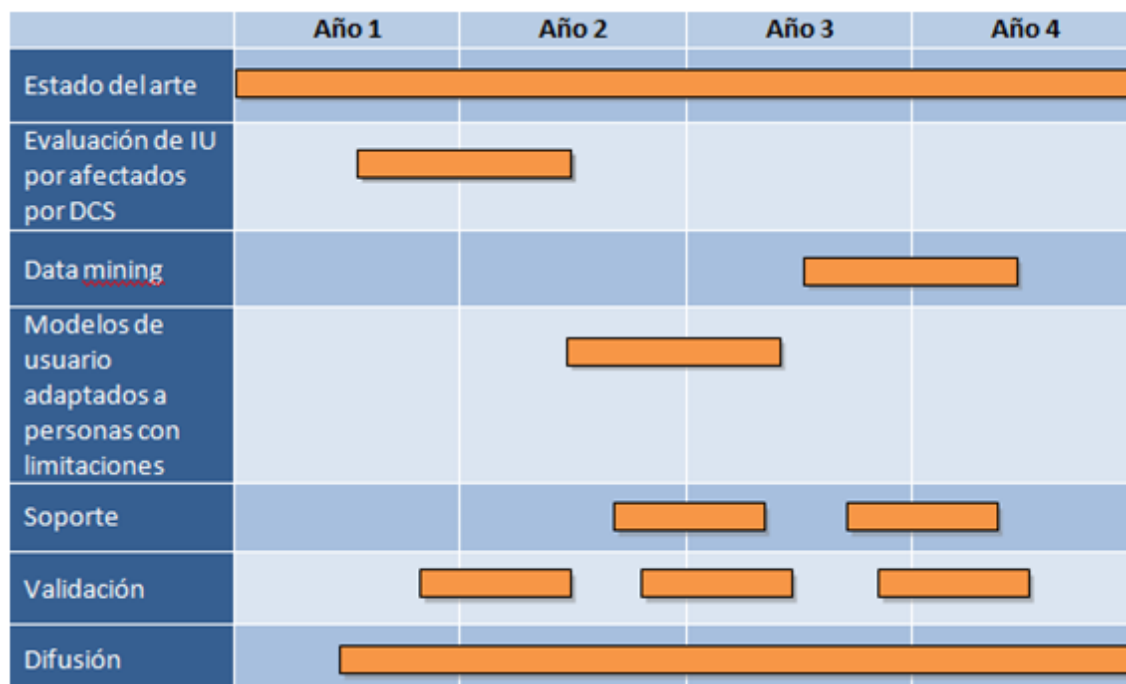 Año 1 Año 2 Año 3 Año 4
Estado del arte
Evaluación de IU
por afectados
por DCS
Data mining
Modelos de
usuario
adaptados a
personas con
limitaciones
Soporte
Validación
Difusión